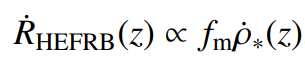 Ṙ_HEFRB(z) ∝ f_m ρ̇_*(z)